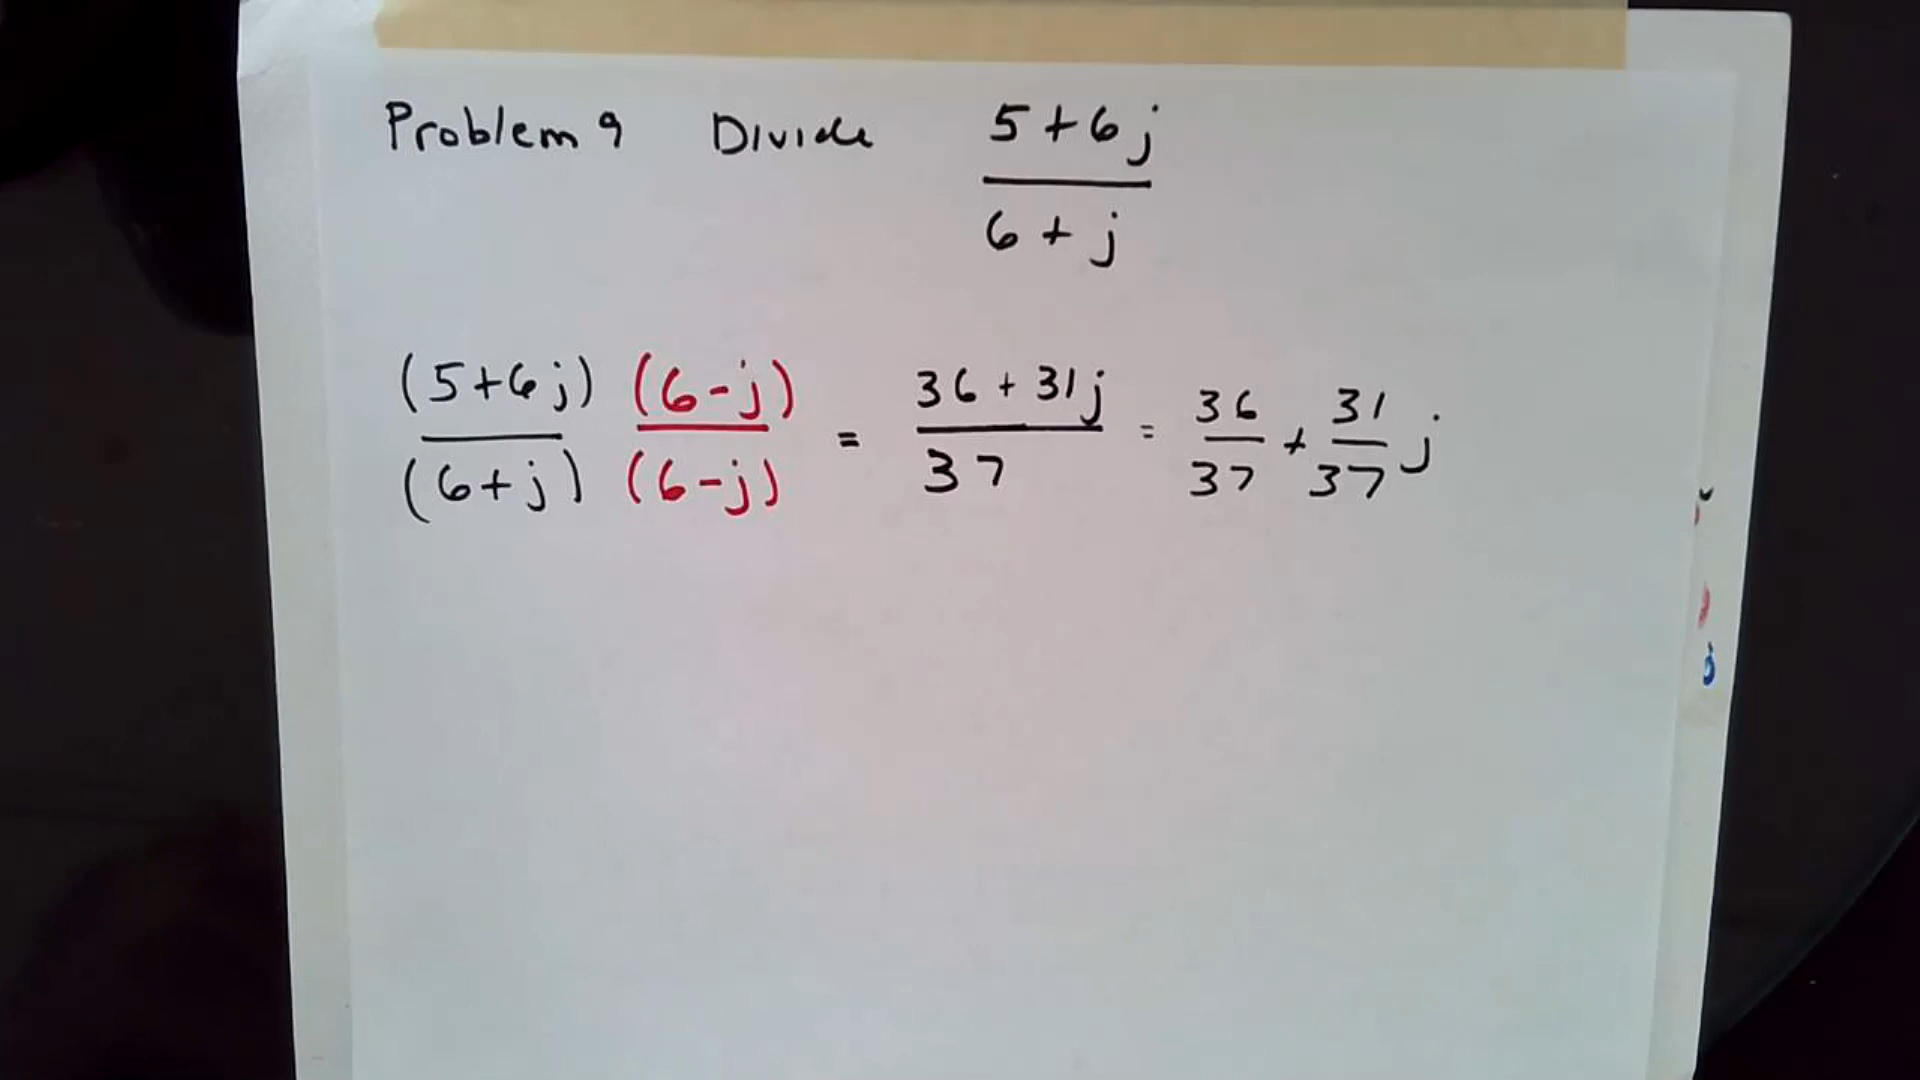 Problem 9 Divide (5+6j)/(6+j)
(5+6j)(6-j)/(6+j)(6-j) = 36+31j/37 = 36/37 + 31/37 j